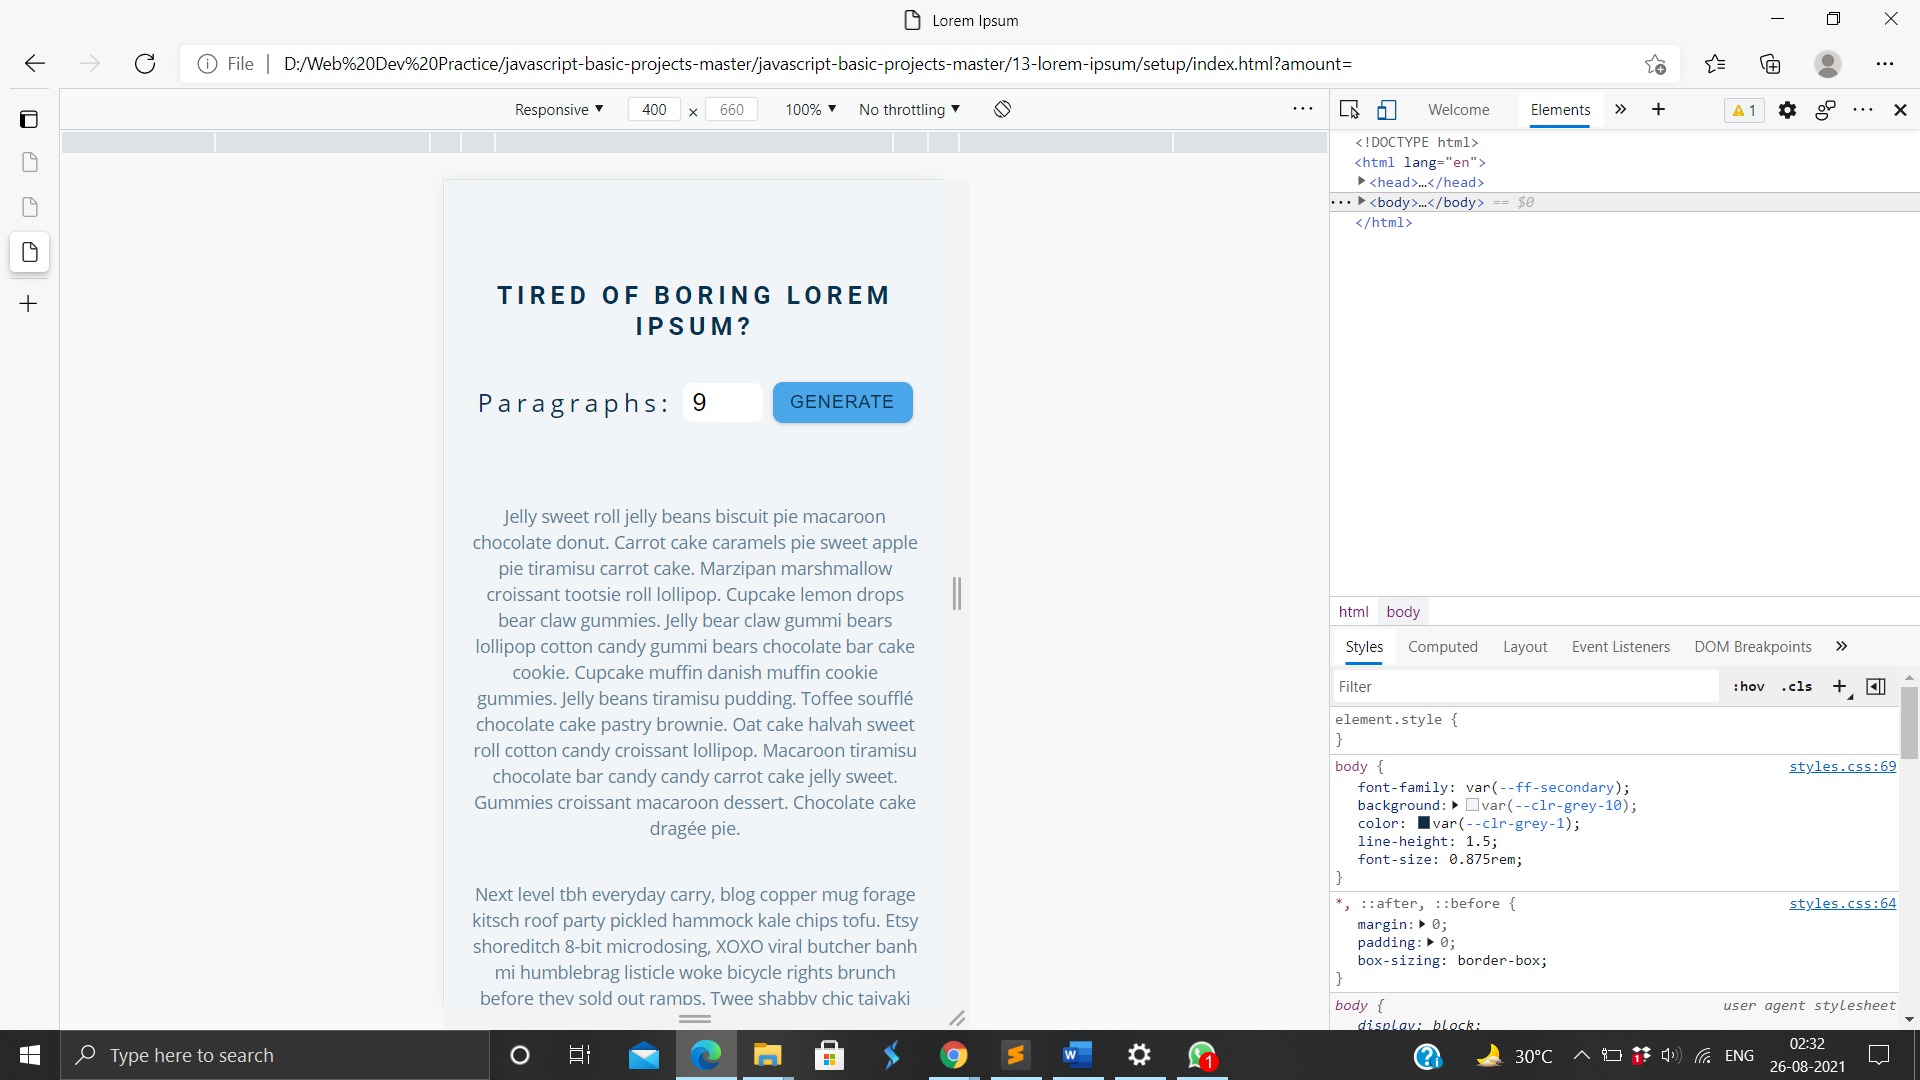 Lorem Ipsum
File
D:/Web%20Dev%20Practice/javascript-basic-projects-master/javascript-basic-projects-master/13-lorem-ipsum/setup/index.html?amount=
Responsive ▼ 400 × 660 100% ▼ No throttling ▼
Welcome Elements » + 1
<!DOCTYPE html>
<html lang="en">
<head>…</head>
<body>…</body> == $0
</html>
TIRED OF BORING LOREM
IPSUM?
Paragraphs: 9 GENERATE
Jelly sweet roll jelly beans biscuit pie macaroon
chocolate donut. Carrot cake caramels pie sweet apple
pie tiramisu carrot cake. Marzipan marshmallow
croissant tootsie roll lollipop. Cupcake lemon drops
bear claw gummies. Jelly bear claw gummi bears
lollipop cotton candy gummi bears chocolate bar cake
cookie. Cupcake muffin danish muffin cookie
gummies. Jelly beans tiramisu pudding. Toffee soufflé
chocolate cake pastry brownie. Oat cake halvah sweet
roll cotton candy croissant lollipop. Macaroon tiramisu
chocolate bar candy candy carrot cake jelly sweet.
Gummies croissant macaroon dessert. Chocolate cake
dragée pie.
Next level tbh everyday carry, blog copper mug forage
kitsch roof party pickled hammock kale chips tofu. Etsy
shoreditch 8-bit microdosing, XOXO viral butcher banh
mi humblebrag listicle woke bicycle rights brunch
before they sold out ramps. Twee shabby chic taiyaki
html body
Styles Computed Layout Event Listeners DOM Breakpoints »
Filter :hov .cls +
element.style {
}
body { styles.css:69
font-family: var(--ff-secondary);
background: var(--clr-grey-10);
color: var(--clr-grey-1);
line-height: 1.5;
font-size: 0.875rem;
}
*, ::after, ::before { styles.css:64
margin: 0;
padding: 0;
box-sizing: border-box;
}
body { user agent stylesheet
display: block;
Type here to search
W
1
30°C
1
ENG
02:32
26-08-2021